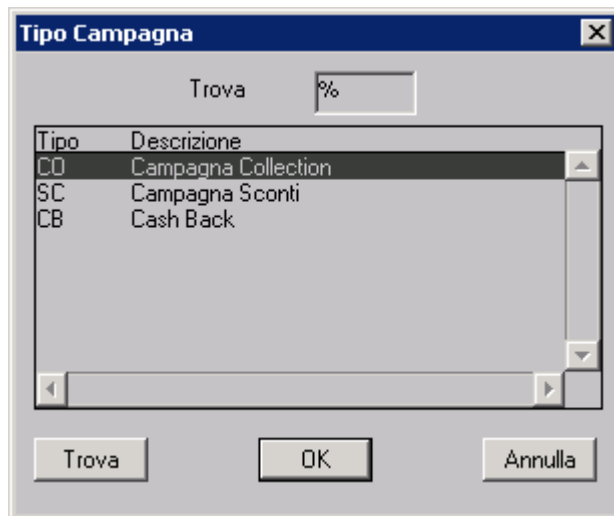 Tipo Campagna
Trova %
Tipo Descrizione
CO Campagna Collection
SC Campagna Sconti
CB Cash Back
Trova OK Annulla